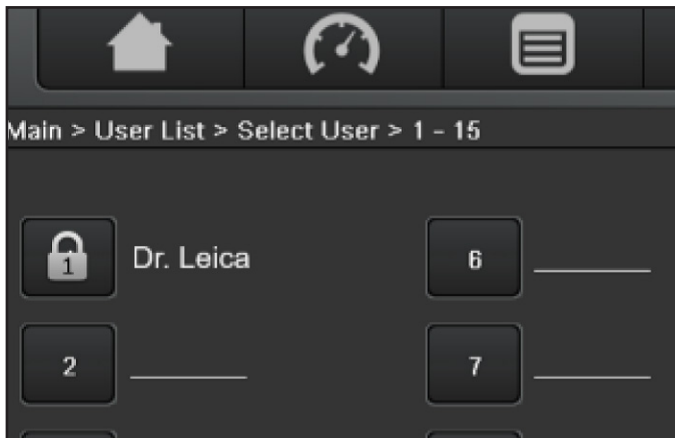 Main > User List > Select User > 1 – 15
1 Dr. Leica 6
2 7